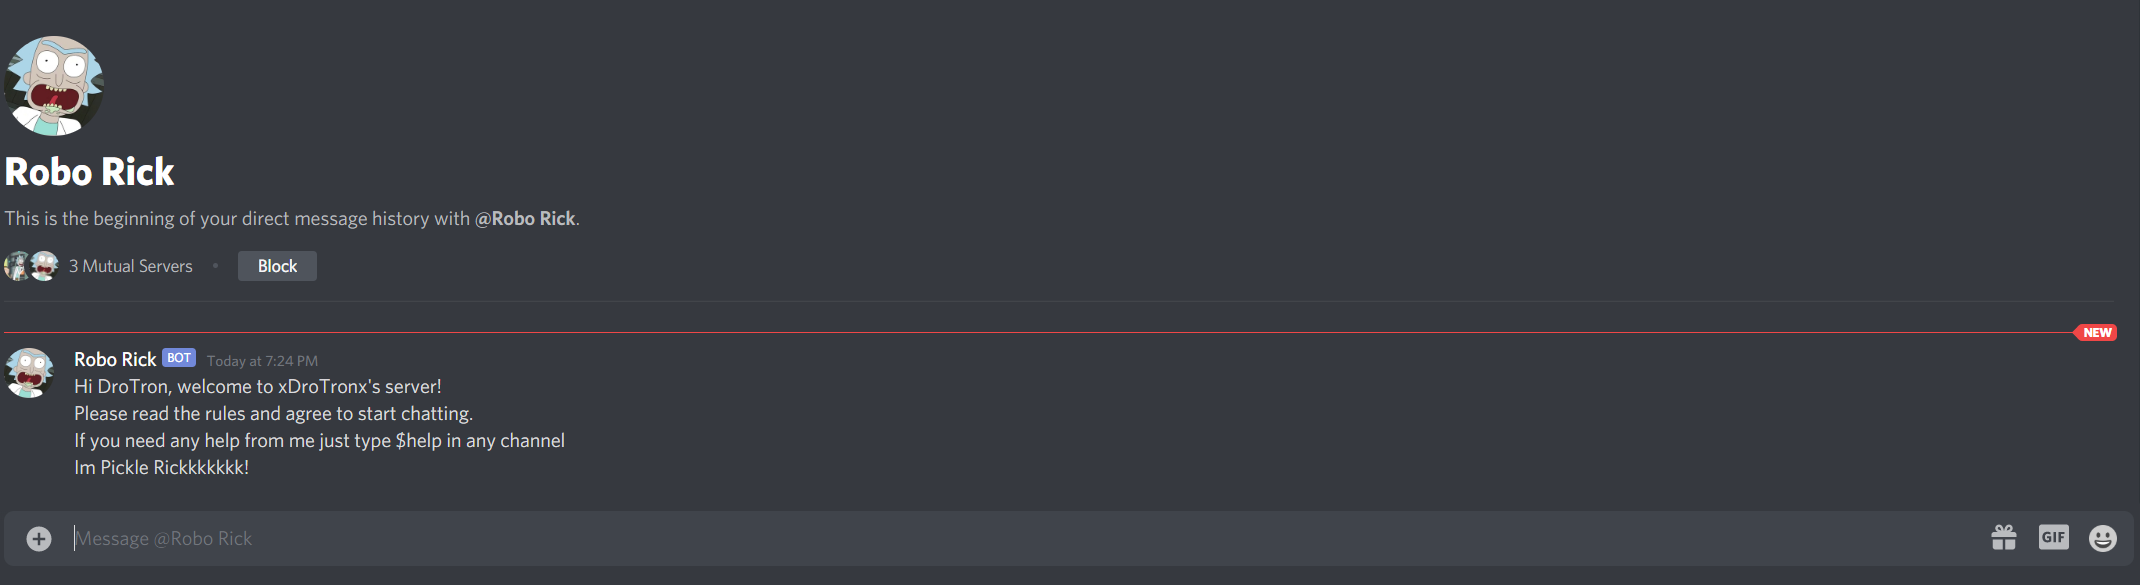 Robo Rick
This is the beginning of your direct message history with @Robo Rick.
3 Mutual Servers • Block
NEW
Robo Rick BOT Today at 7:24 PM
Hi DroTron, welcome to xDroTronx's server!
Please read the rules and agree to start chatting.
If you need any help from me just type $help in any channel
Im Pickle Rickkkkkkk!
Message @Robo Rick
GIF